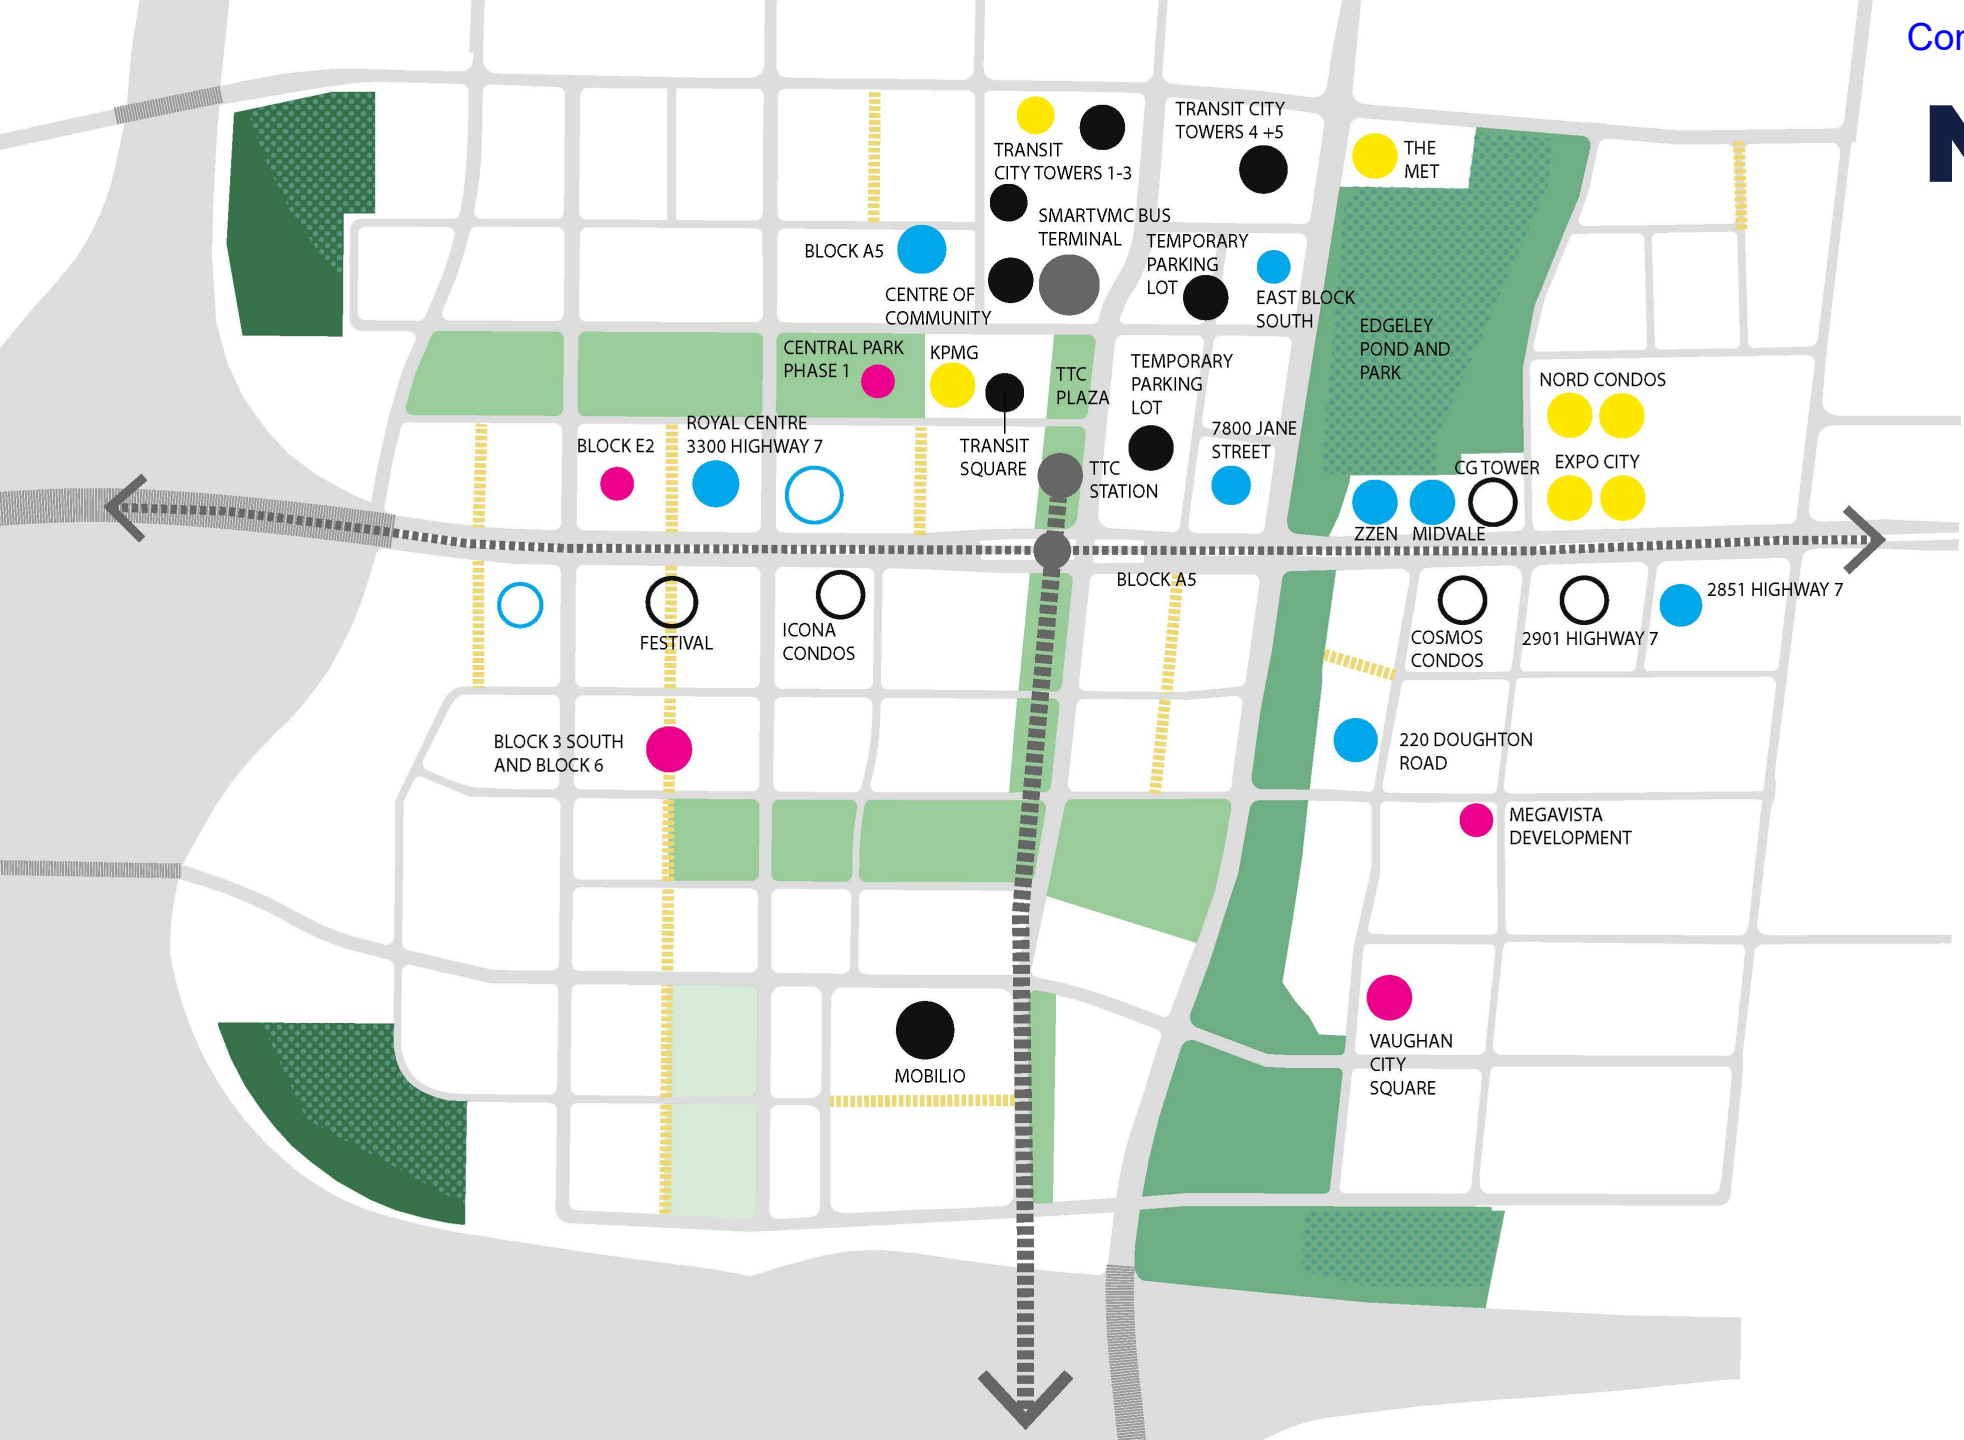 Cor
N
TRANSIT
CITY TOWERS 1-3
TRANSIT CITY
TOWERS 4 +5
THE
MET
SMARTVMC BUS
TERMINAL
BLOCK A5
TEMPORARY
PARKING
LOT
CENTRE OF
COMMUNITY
EAST BLOCK
SOUTH
EDGELEY
POND AND
PARK
CENTRAL PARK
PHASE 1
KPMG
TTC
PLAZA
TEMPORARY
PARKING
LOT
NORD CONDOS
ROYAL CENTRE
3300 HIGHWAY 7
BLOCK E2
TRANSIT
SQUARE
7800 JANE
STREET
TTC
STATION
CG TOWER
EXPO CITY
ZZEN
MIDVALE
BLOCK A5
2851 HIGHWAY 7
FESTIVAL
ICONA
CONDOS
COSMOS
CONDOS
2901 HIGHWAY 7
BLOCK 3 SOUTH
AND BLOCK 6
220 DOUGHTON
ROAD
MEGAVISTA
DEVELOPMENT
MOBILIO
VAUGHAN
CITY
SQUARE